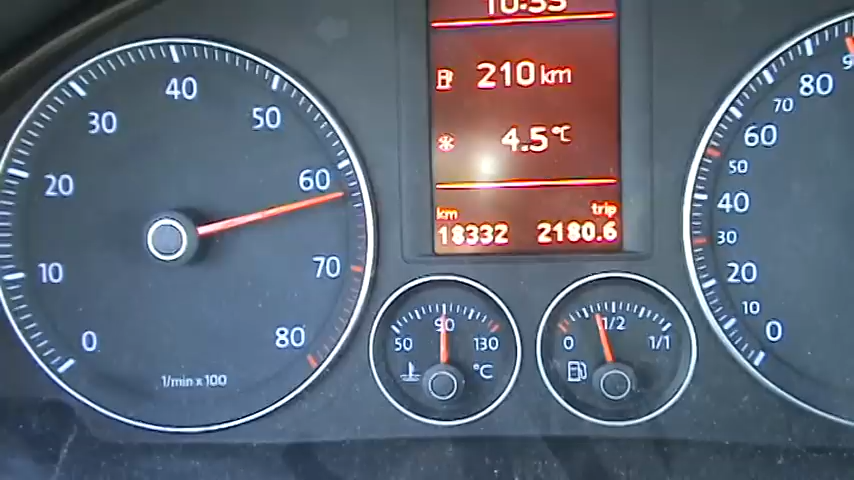 10:33
210 km
4.5 °C
km trip
18332 2180.6
0 10 20 30 40 50 60 70 80
1/min x 100
50 90 130
°C
0 1/2 1/1
0 10 20 30 40 50 60 70 80